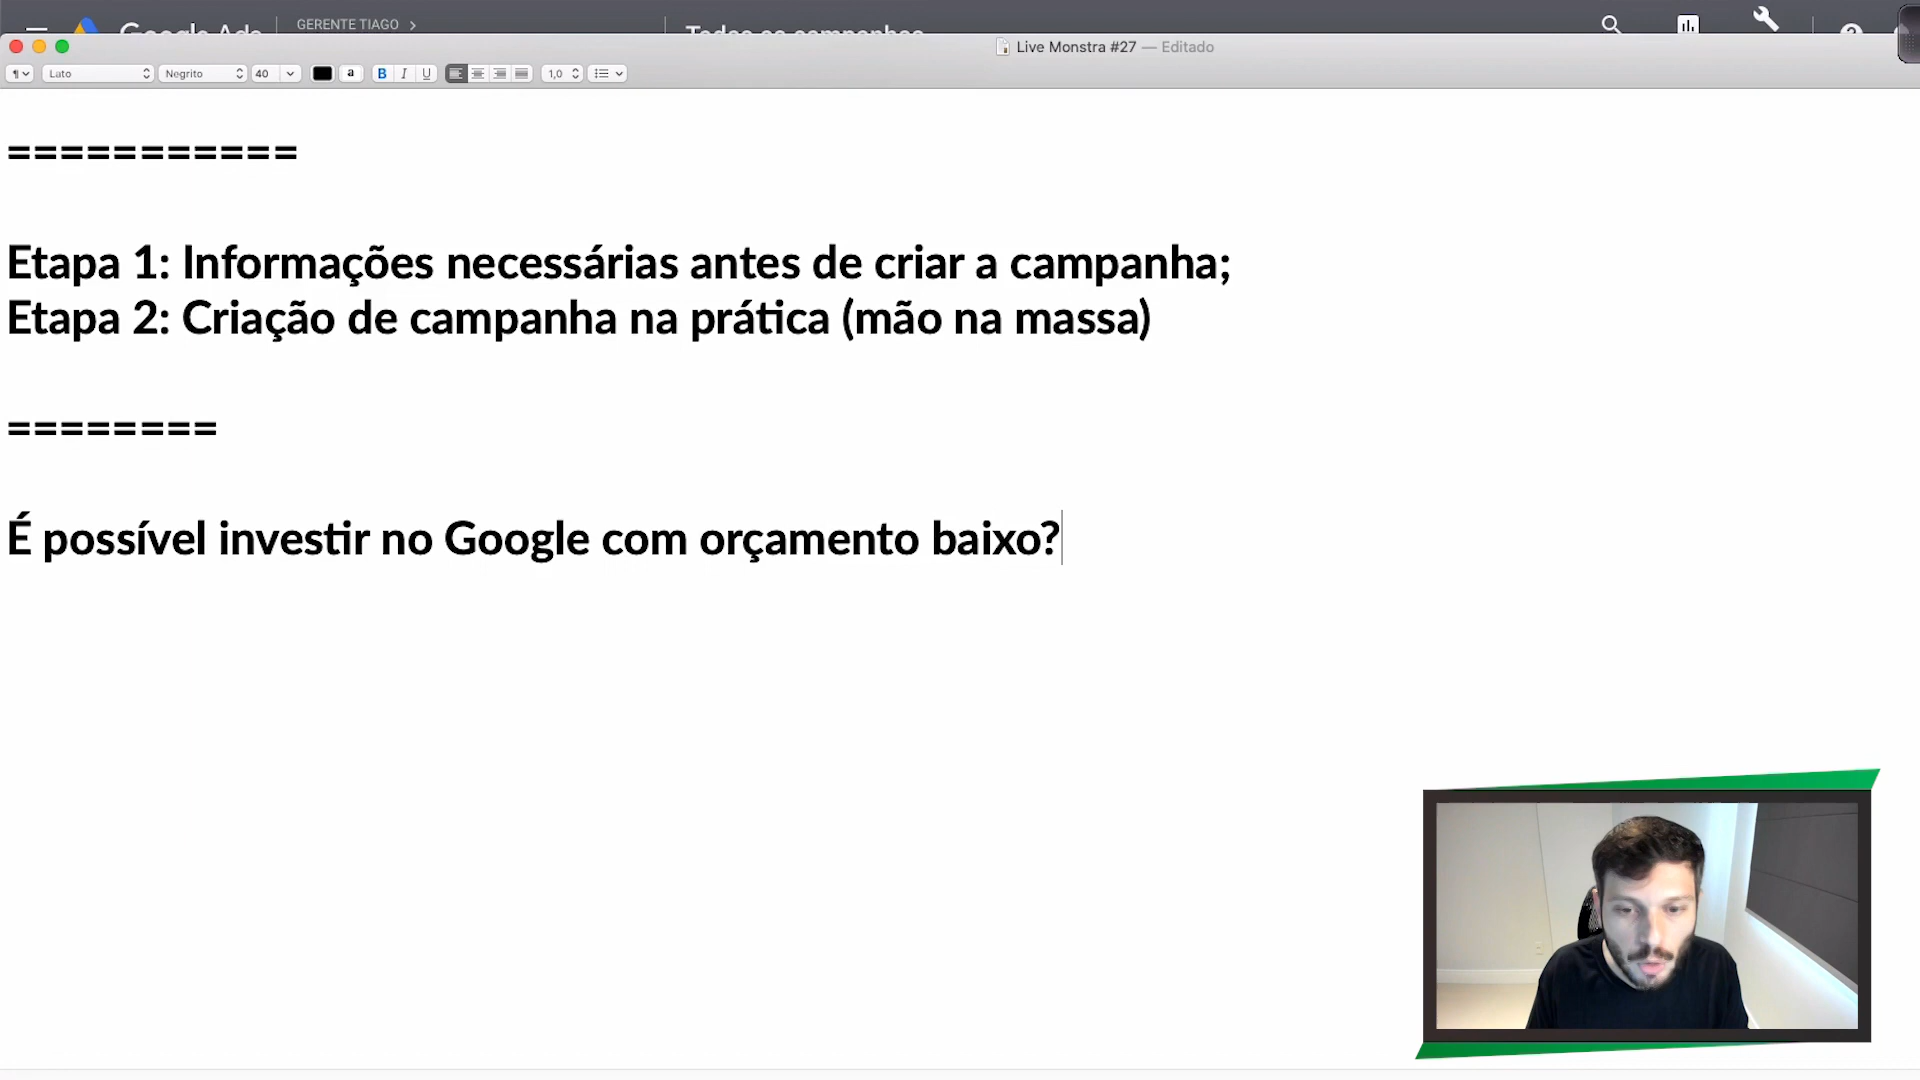 GERENTE TIAGO
Live Monstra #27 — Editado
Lato
Negrito
40
a
B
I
U
1,0
===========
Etapa 1: Informações necessárias antes de criar a campanha;
Etapa 2: Criação de campanha na prática (mão na massa)
========
É possível investir no Google com orçamento baixo?